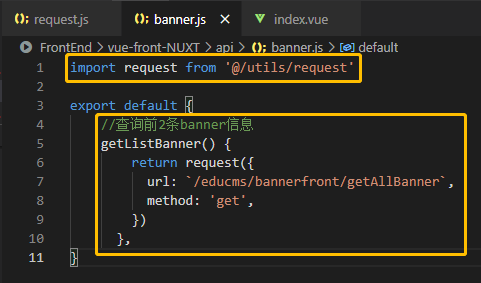 request.js banner.js × index.vue
FrontEnd > vue-front-NUXT > api > banner.js > default
1 import request from '@/utils/request'
2
3 export default {
4 //查询前2条banner信息
5 getListBanner() {
6 return request({
7 url: `/educms/bannerfront/getAllBanner`,
8 method: 'get',
9 })
10 },
11 }